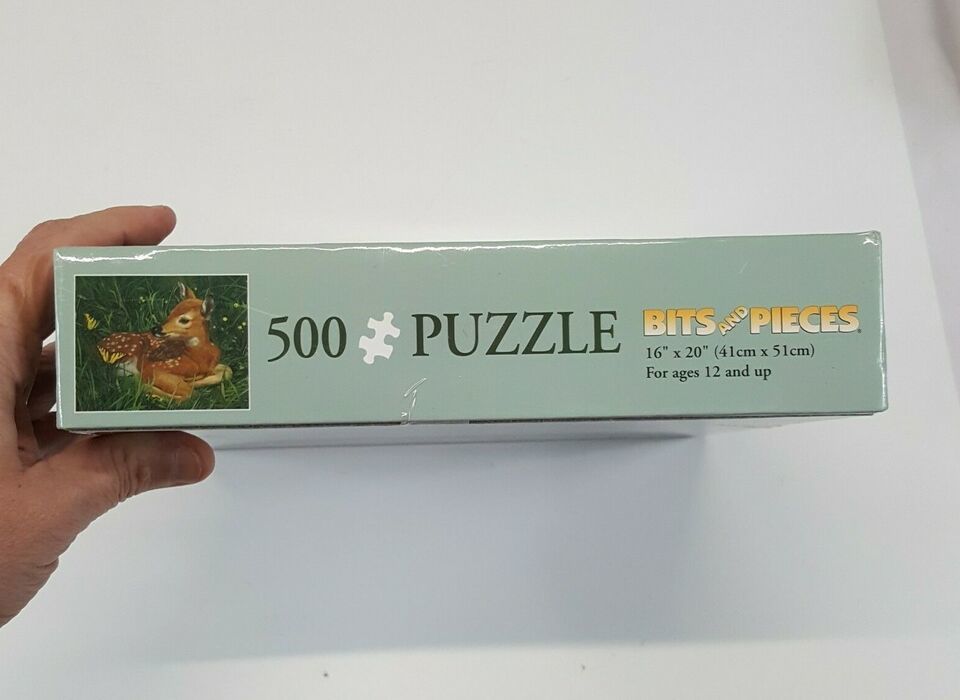 500 PUZZLE
BITS AND PIECES®
16" x 20" (41cm x 51cm)
For ages 12 and up